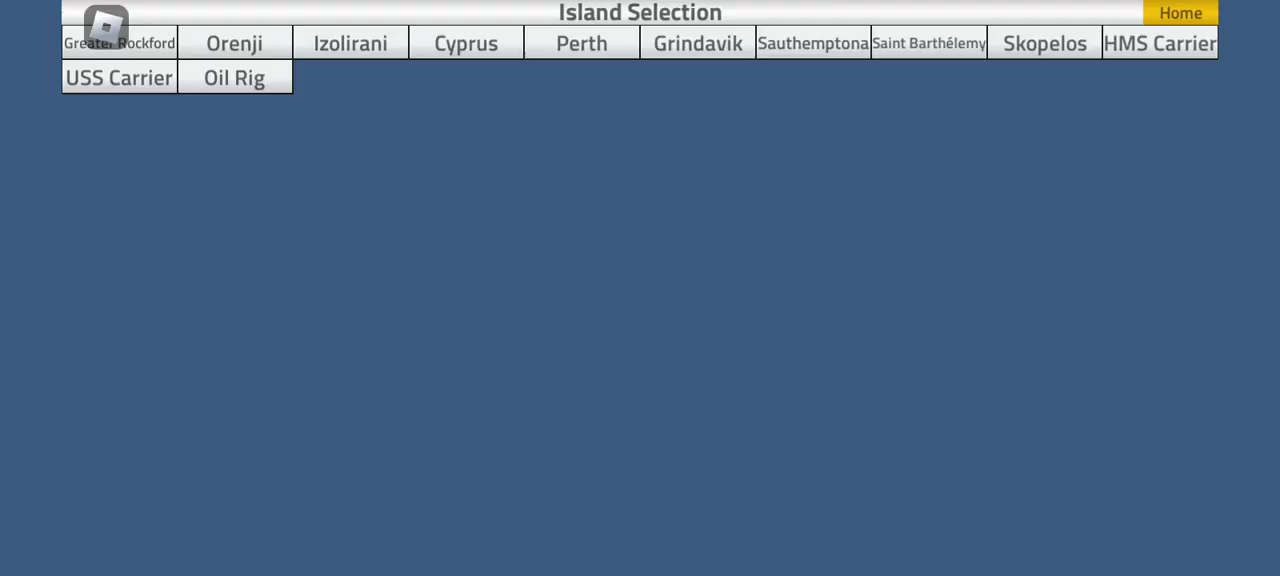 Island Selection Home
Greater Rockford Orenji Izolirani Cyprus Perth Grindavik Sauthemptona Saint Barthélemy Skopelos HMS Carrier
USS Carrier Oil Rig